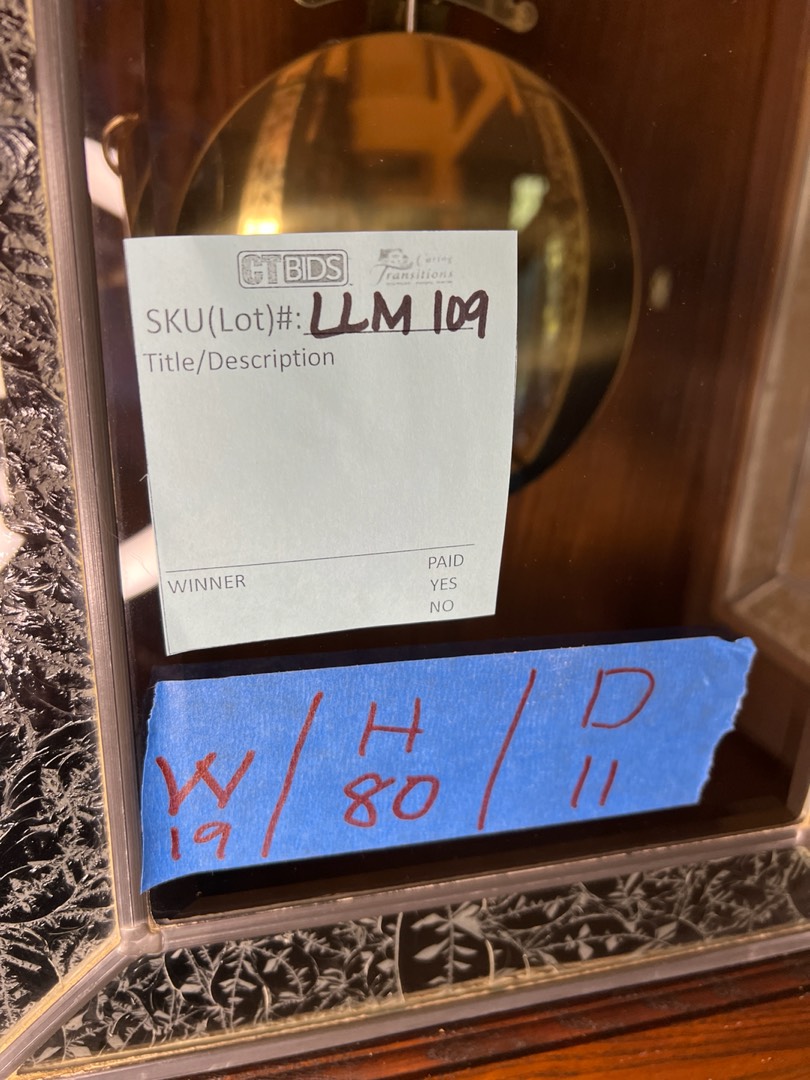 CTBIDS Caring Transitions
SKU(Lot)#: LLM 109
Title/Description
WINNER
PAID
YES
NO
W / H / D
19 80 11